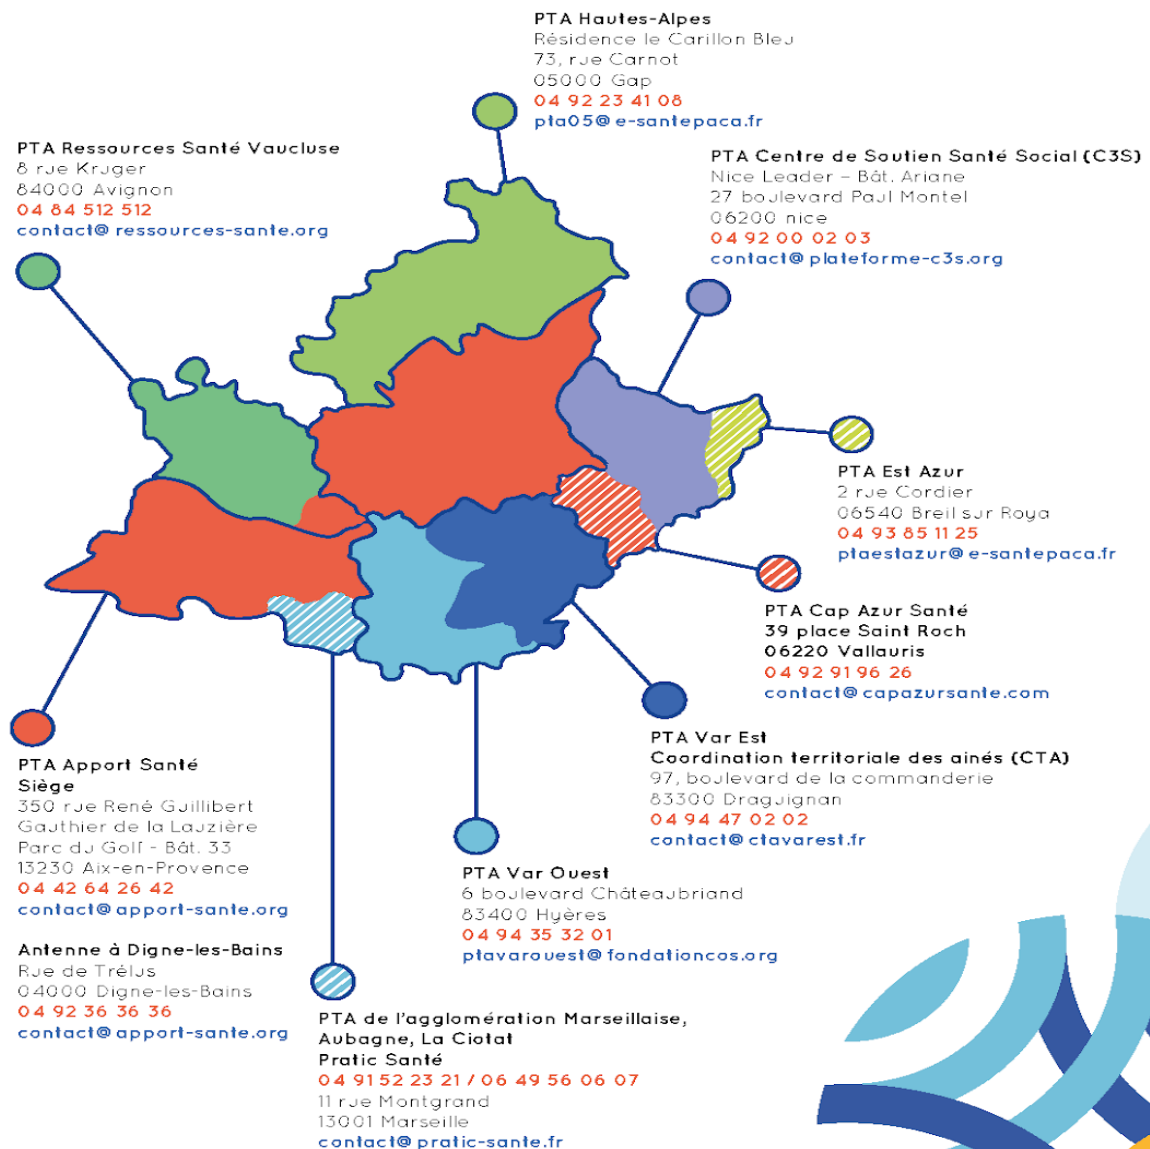 PTA Hautes-Alpes
Résidence le Carillon Bleu
73, rue Carnot
05000 Gap
04 92 23 41 08
pta05@e-santepaca.fr
PTA Ressources Santé Vaucluse
8 rue Kruger
84000 Avignon
04 84 512 512
contact@ressources-sante.org
PTA Centre de Soutien Santé Social (C3S)
Nice Leader – Bât. Ariane
27 boulevard Paul Montel
06200 nice
04 92 00 02 03
contact@plateforme-c3s.org
PTA Est Azur
2 rue Cordier
06540 Breil sur Roya
04 93 85 11 25
ptaestazur@e-santepaca.fr
PTA Cap Azur Santé
39 place Saint Roch
06220 Vallauris
04 92 91 96 26
contact@capazursante.com
PTA Var Est
Coordination territoriale des ainés (CTA)
97, boulevard de la commanderie
83300 Draguignan
04 94 47 02 02
contact@ctavarest.fr
PTA Apport Santé
Siège
350 rue René Guillibert
Gauthier de la Lauzière
Parc du Golf - Bât. 33
13230 Aix-en-Provence
04 42 64 26 42
contact@apport-sante.org
Antenne à Digne-les-Bains
Rue de Trélus
04000 Digne-les-Bains
04 92 36 36 36
contact@apport-sante.org
PTA Var Ouest
6 boulevard Châteaubriand
83400 Hyères
04 94 35 32 01
ptavarouest@fondationcos.org
PTA de l'agglomération Marseillaise,
Aubagne, La Ciotat
Pratic Santé
04 91 52 23 21 / 06 49 56 06 07
11 rue Montgrand
13001 Marseille
contact@pratic-sante.fr